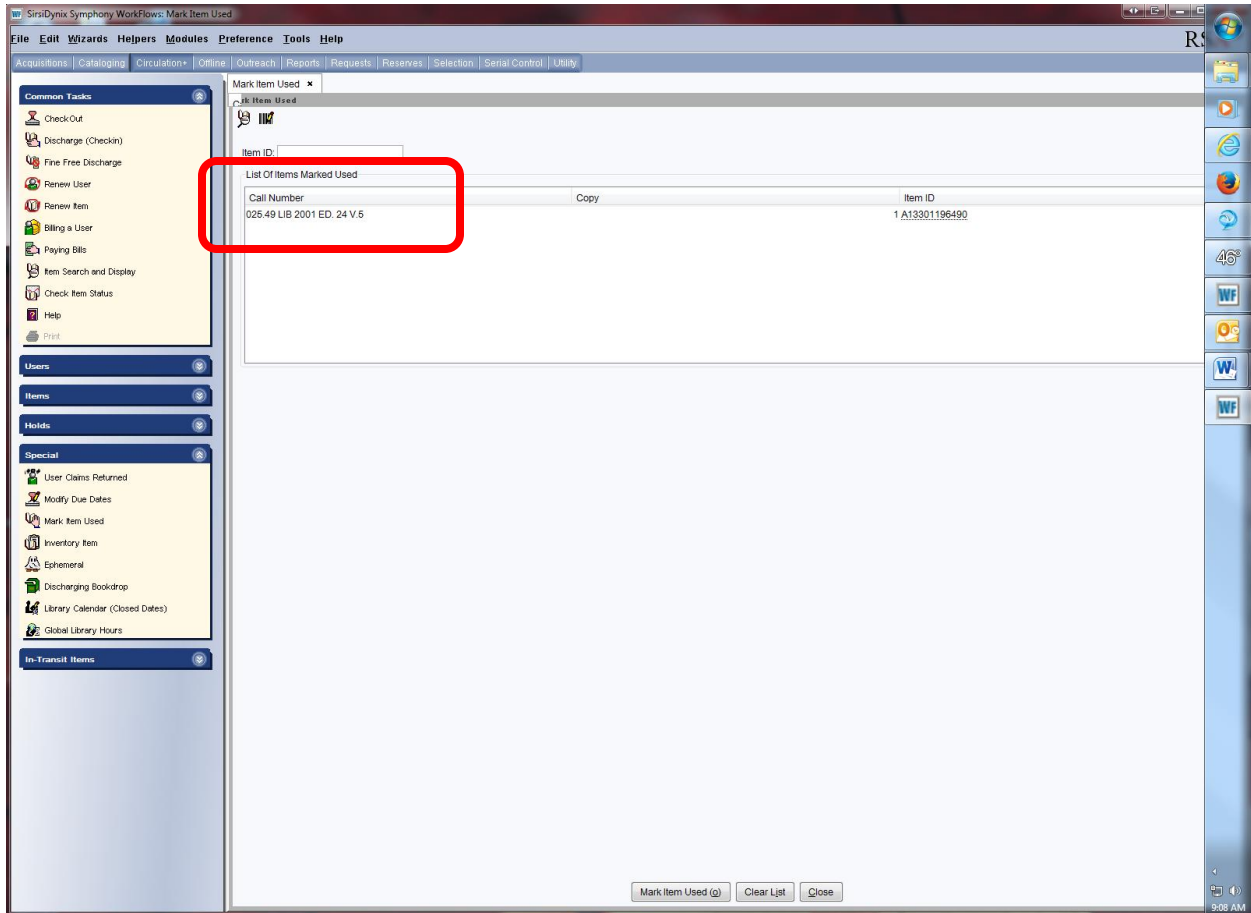 SirsiDynix Symphony WorkFlows: Mark Item Used
File Edit Wizards Helpers Modules Preference Tools Help
Acquisitions Cataloging Circulation+ Offline Outreach Reports Requests Reserves Selection Serial Control Utility
Mark Item Used
rk Item Used
Item ID:
List Of Items Marked Used
Call Number Copy Item ID
025.49 LIB 2001 ED. 24 V.5 1 A13301196490
Mark Item Used (o) Clear List Close
Common Tasks
CheckOut
Discharge (Checkin)
Fine Free Discharge
Renew User
Renew Item
Billing a User
Paying Bills
Item Search and Display
Check Item Status
Help
Print
Users
Items
Holds
Special
User Claims Returned
Modify Due Dates
Mark Item Used
Inventory Item
Ephemeral
Discharging Bookdrop
Library Calendar (Closed Dates)
Global Library Hours
In-Transit Items
46°
WF
W
WF
9:08 AM